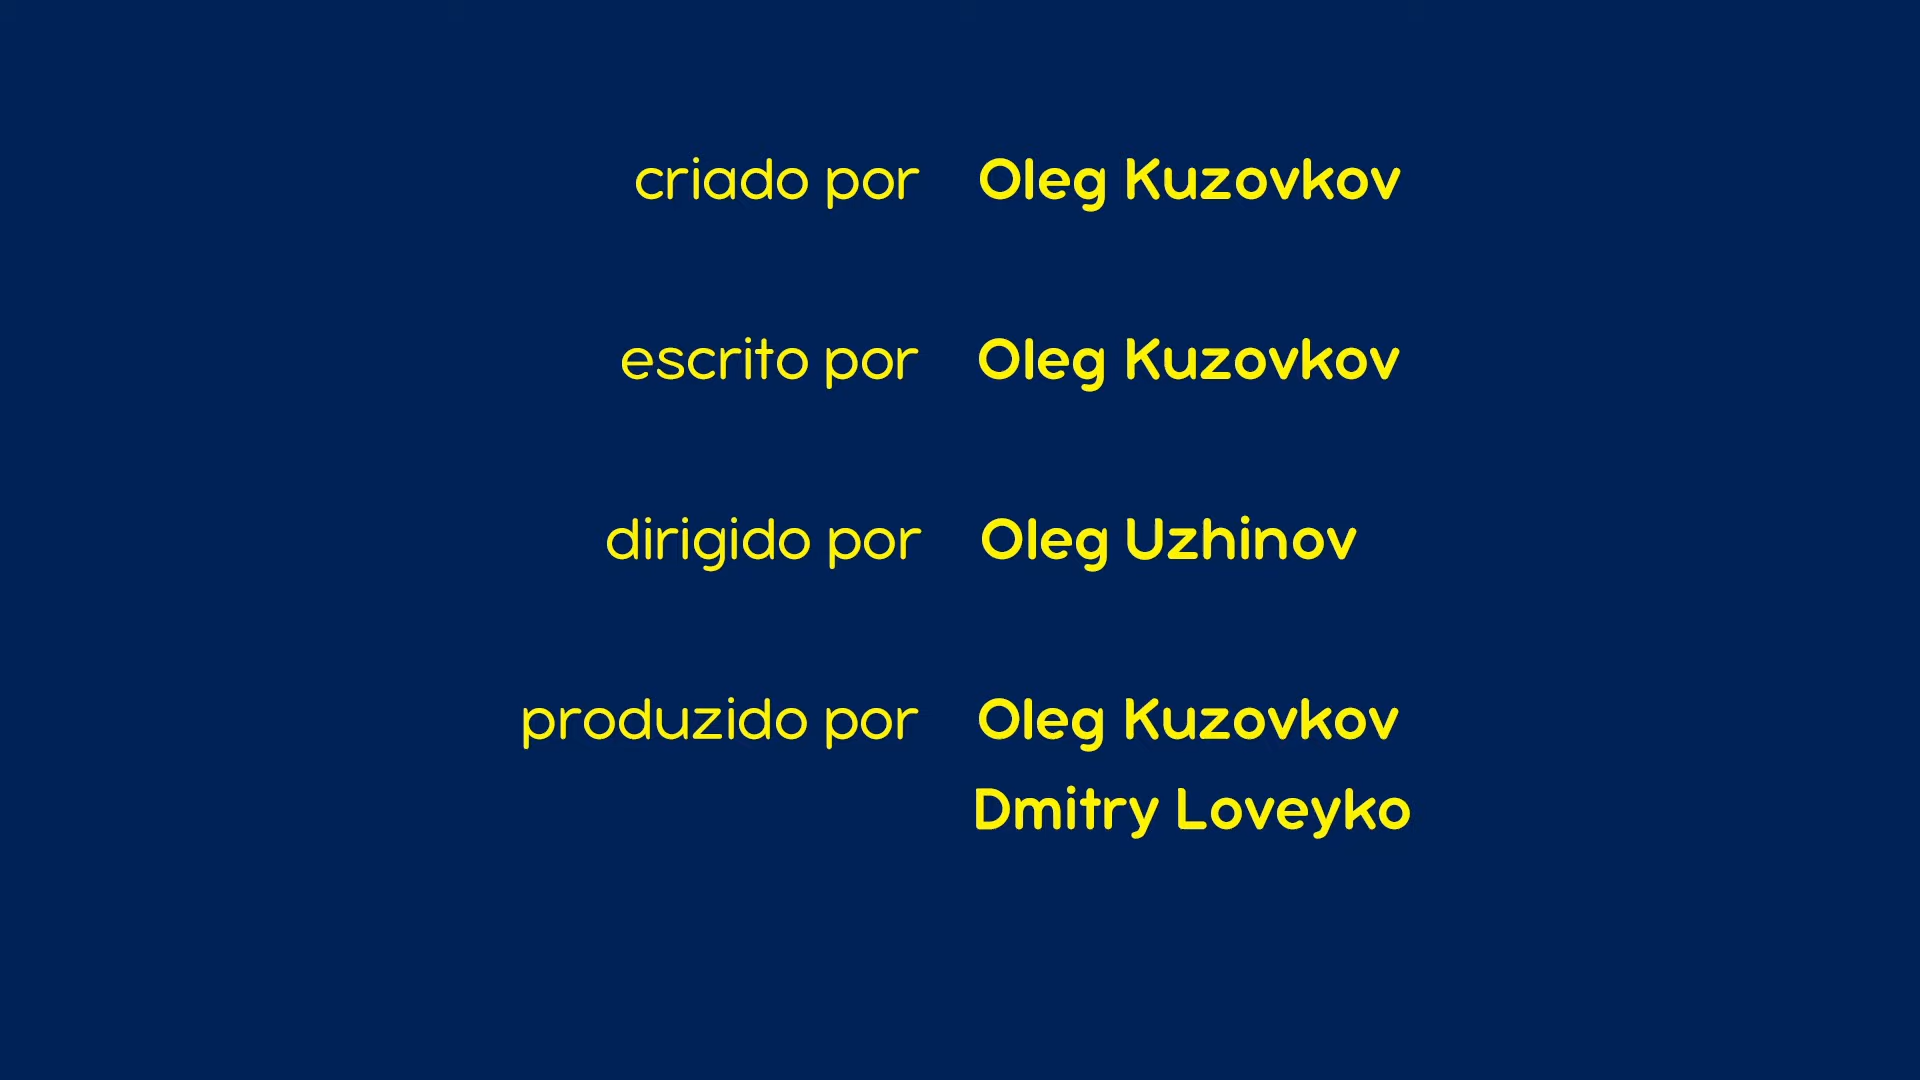 criado por Oleg Kuzovkov
escrito por Oleg Kuzovkov
dirigido por Oleg Uzhinov
produzido por Oleg Kuzovkov
Dmitry Loveyko